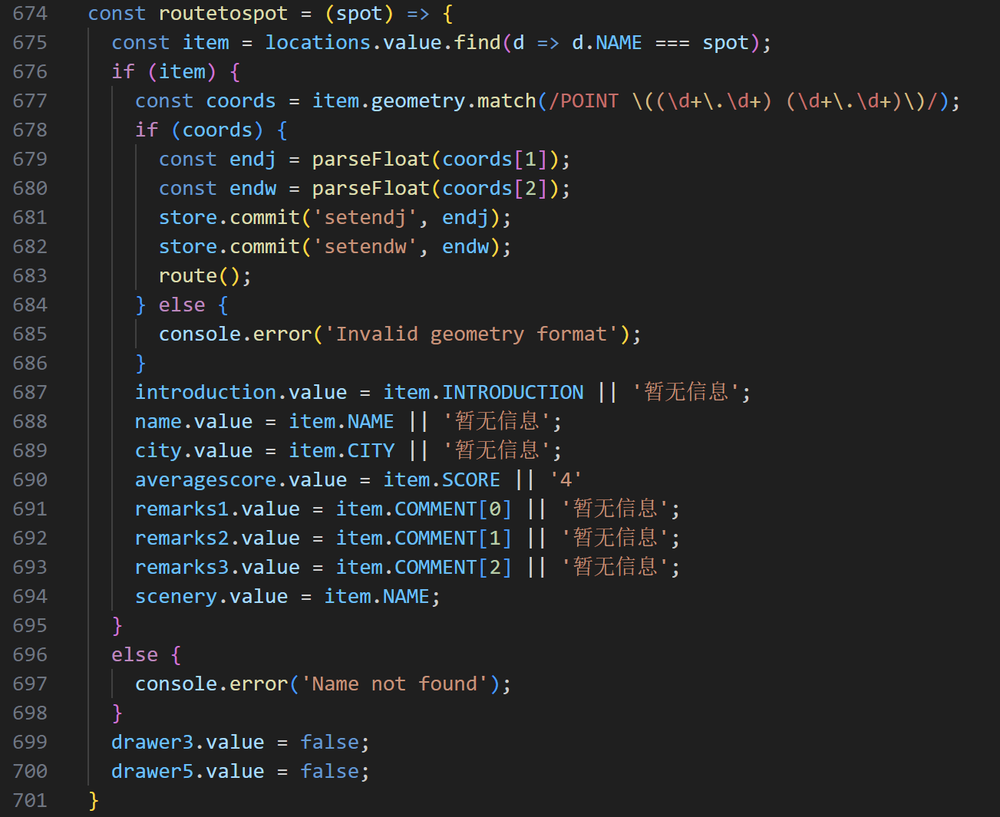 674 const routetospot = (spot) => {
675 const item = locations.value.find(d => d.NAME === spot);
676 if (item) {
677 const coords = item.geometry.match(/POINT \((\d+\.\d+) (\d+\.\d+)\)/);
678 if (coords) {
679 const endj = parseFloat(coords[1]);
680 const endw = parseFloat(coords[2]);
681 store.commit('setendj', endj);
682 store.commit('setendw', endw);
683 route();
684 } else {
685 console.error('Invalid geometry format');
686 }
687 introduction.value = item.INTRODUCTION || '暂无信息';
688 name.value = item.NAME || '暂无信息';
689 city.value = item.CITY || '暂无信息';
690 averagescore.value = item.SCORE || '4'
691 remarks1.value = item.COMMENT[0] || '暂无信息';
692 remarks2.value = item.COMMENT[1] || '暂无信息';
693 remarks3.value = item.COMMENT[2] || '暂无信息';
694 scenery.value = item.NAME;
695 }
696 else {
697 console.error('Name not found');
698 }
699 drawer3.value = false;
700 drawer5.value = false;
701 }